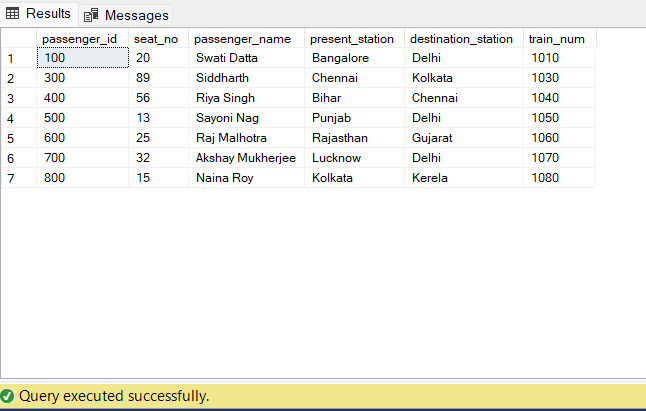 Results Messages
passenger_id seat_no passenger_name present_station destination_station train_num
1 100 20 Swati Datta Bangalore Delhi 1010
2 300 89 Siddharth Chennai Kolkata 1030
3 400 56 Riya Singh Bihar Chennai 1040
4 500 13 Sayoni Nag Punjab Delhi 1050
5 600 25 Raj Malhotra Rajasthan Gujarat 1060
6 700 32 Akshay Mukherjee Lucknow Delhi 1070
7 800 15 Naina Roy Kolkata Kerela 1080
Query executed successfully.